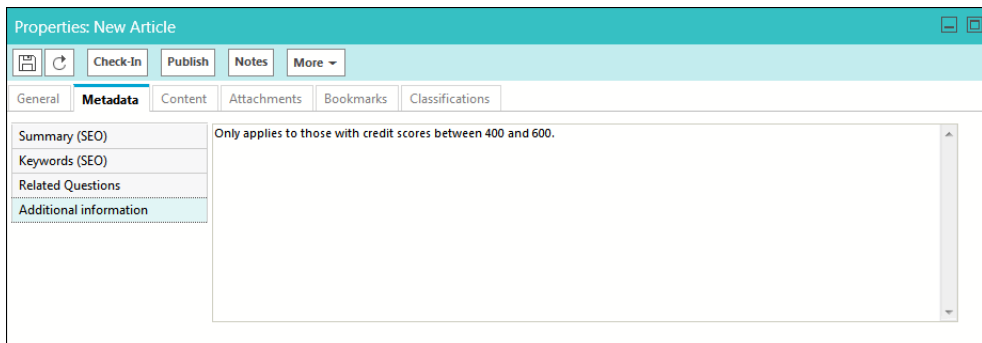 Properties: New Article
Check-In Publish Notes More
General Metadata Content Attachments Bookmarks Classifications
Summary (SEO)
Only applies to those with credit scores between 400 and 600.
Keywords (SEO)
Related Questions
Additional information